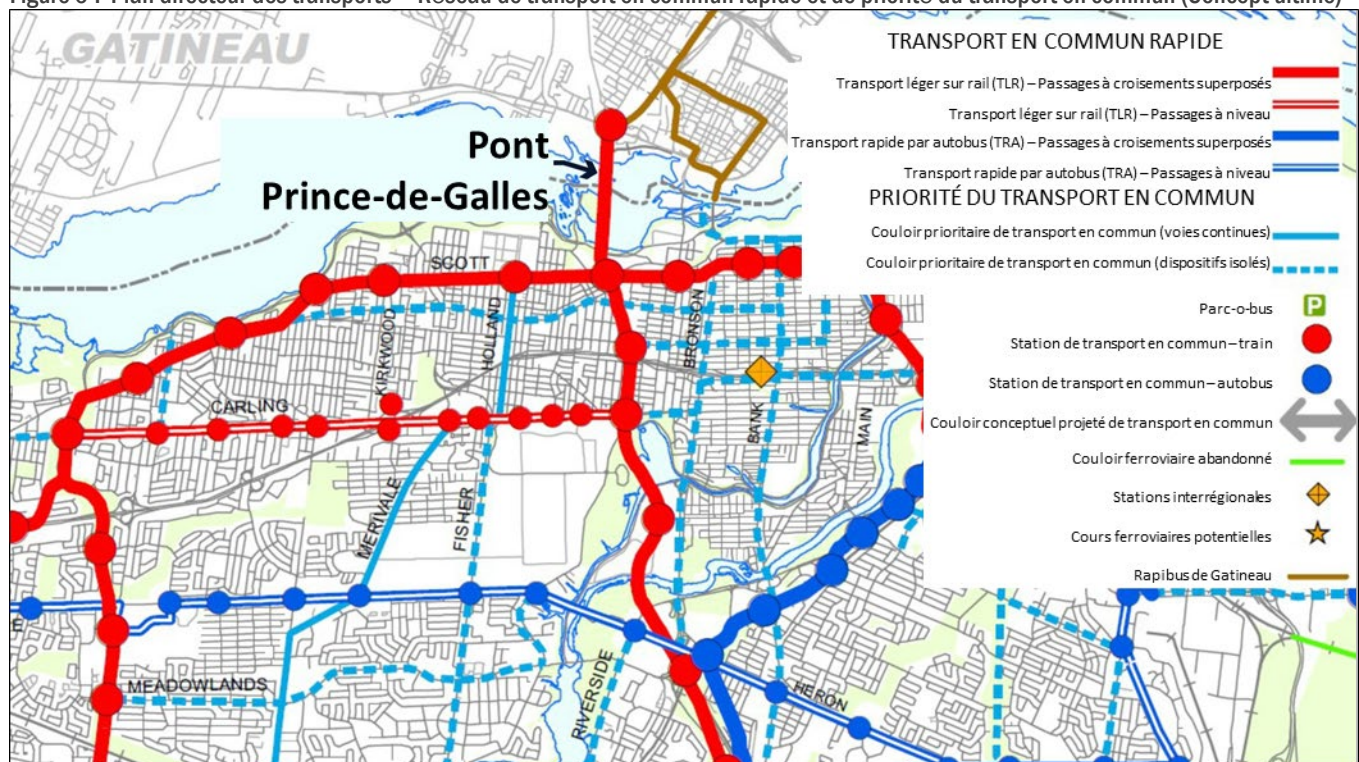 Figure 34 Plan directeur des transports – Réseau de transport en commun rapide et de priorité du transport en commun (Concept ultime)
GATINEAU
Pont
Prince-de-Galles
TRANSPORT EN COMMUN RAPIDE
Transport léger sur rail (TLR) – Passages à croisements superposés
Transport léger sur rail (TLR) – Passages à niveau
Transport rapide par autobus (TRA) – Passages à croisements superposés
Transport rapide par autobus (TRA) – Passages à niveau
PRIORITÉ DU TRANSPORT EN COMMUN
Couloir prioritaire de transport en commun (voies continues)
Couloir prioritaire de transport en commun (dispositifs isolés)
Parc-o-bus
P
Station de transport en commun – train
Station de transport en commun – autobus
Couloir conceptuel projeté de transport en commun
Couloir ferroviaire abandonné
Stations interrégionales
Cours ferroviaires potentielles
Rapibus de Gatineau
SCOTT
KIRKWOOD
HOLLAND
BRONSON
CARLING
BANK
MAIN
MERIVALE
FISHER
E
MEADOWLANDS
RIVERSIDE
HERON